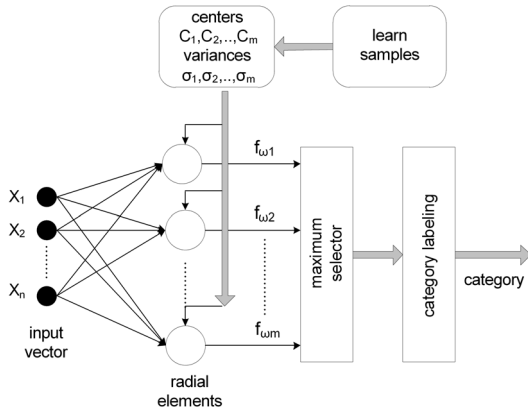 centers
C1,C2,..,Cm
variances
σ1,σ2,..,σm
learn
samples
fω1
X1
X2
fω2
Xn
input
vector
fωm
radial
elements
maximum
selector
category labeling
category